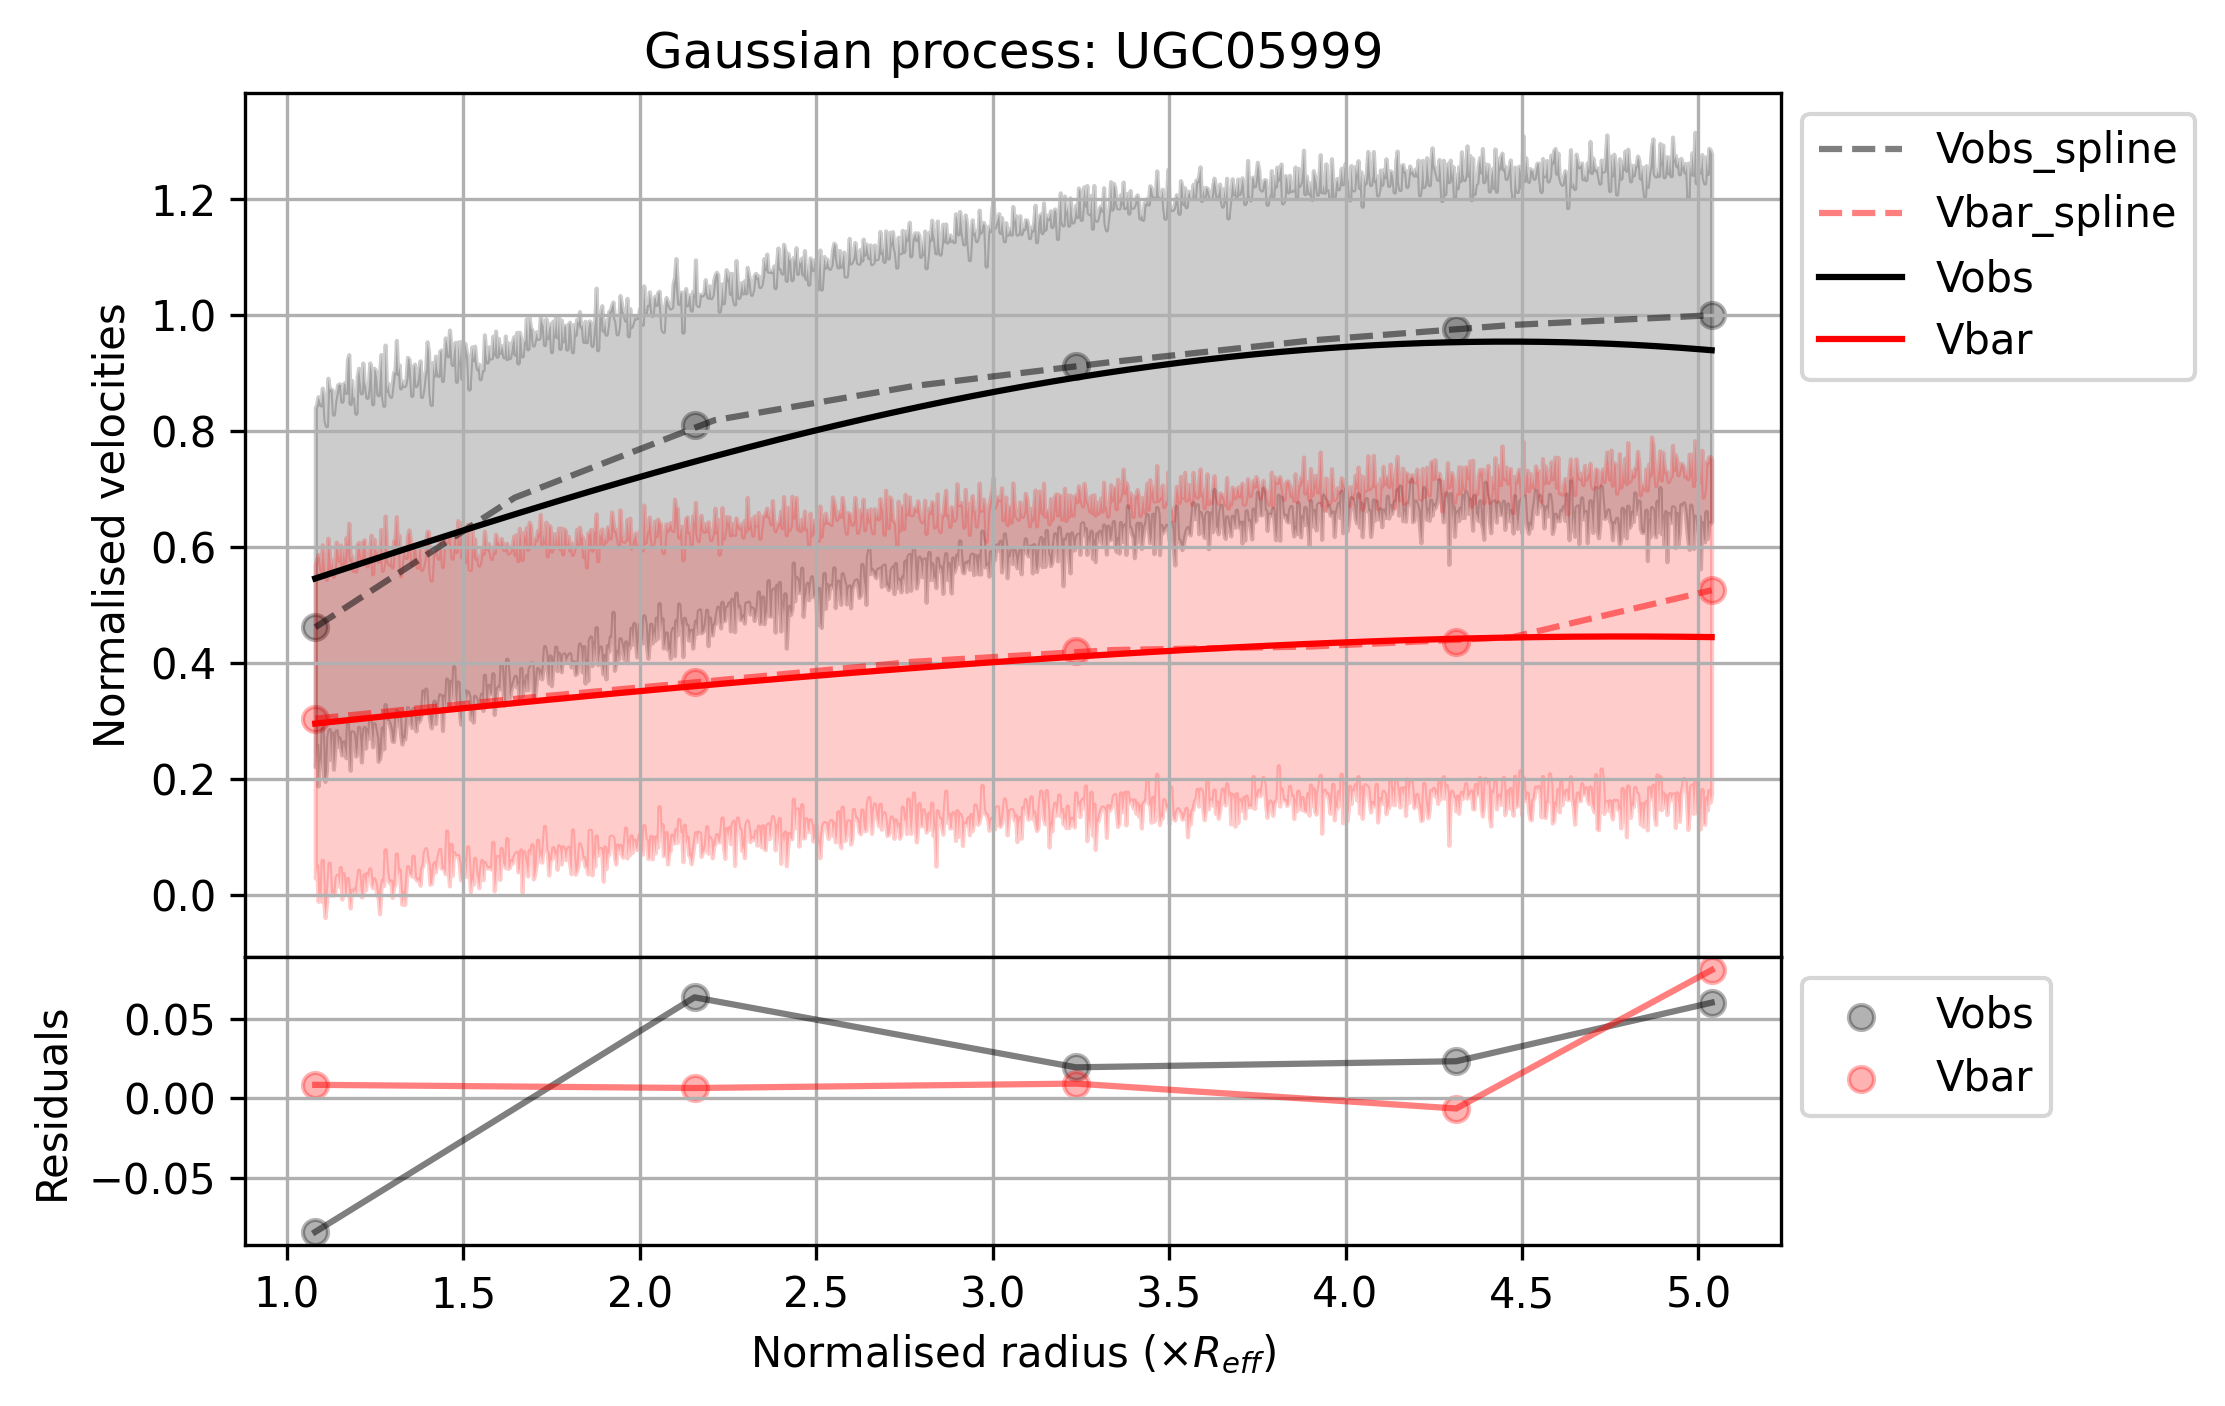 Gaussian process: UGC05999
Normalised velocities
1.2
1.0
0.8
0.6
0.4
0.2
0.0
Vobs_spline
Vbar_spline
Vobs
Vbar
Residuals
0.05
0.00
−0.05
Vobs
Vbar
1.0 1.5 2.0 2.5 3.0 3.5 4.0 4.5 5.0
Normalised radius (×R_{eff})